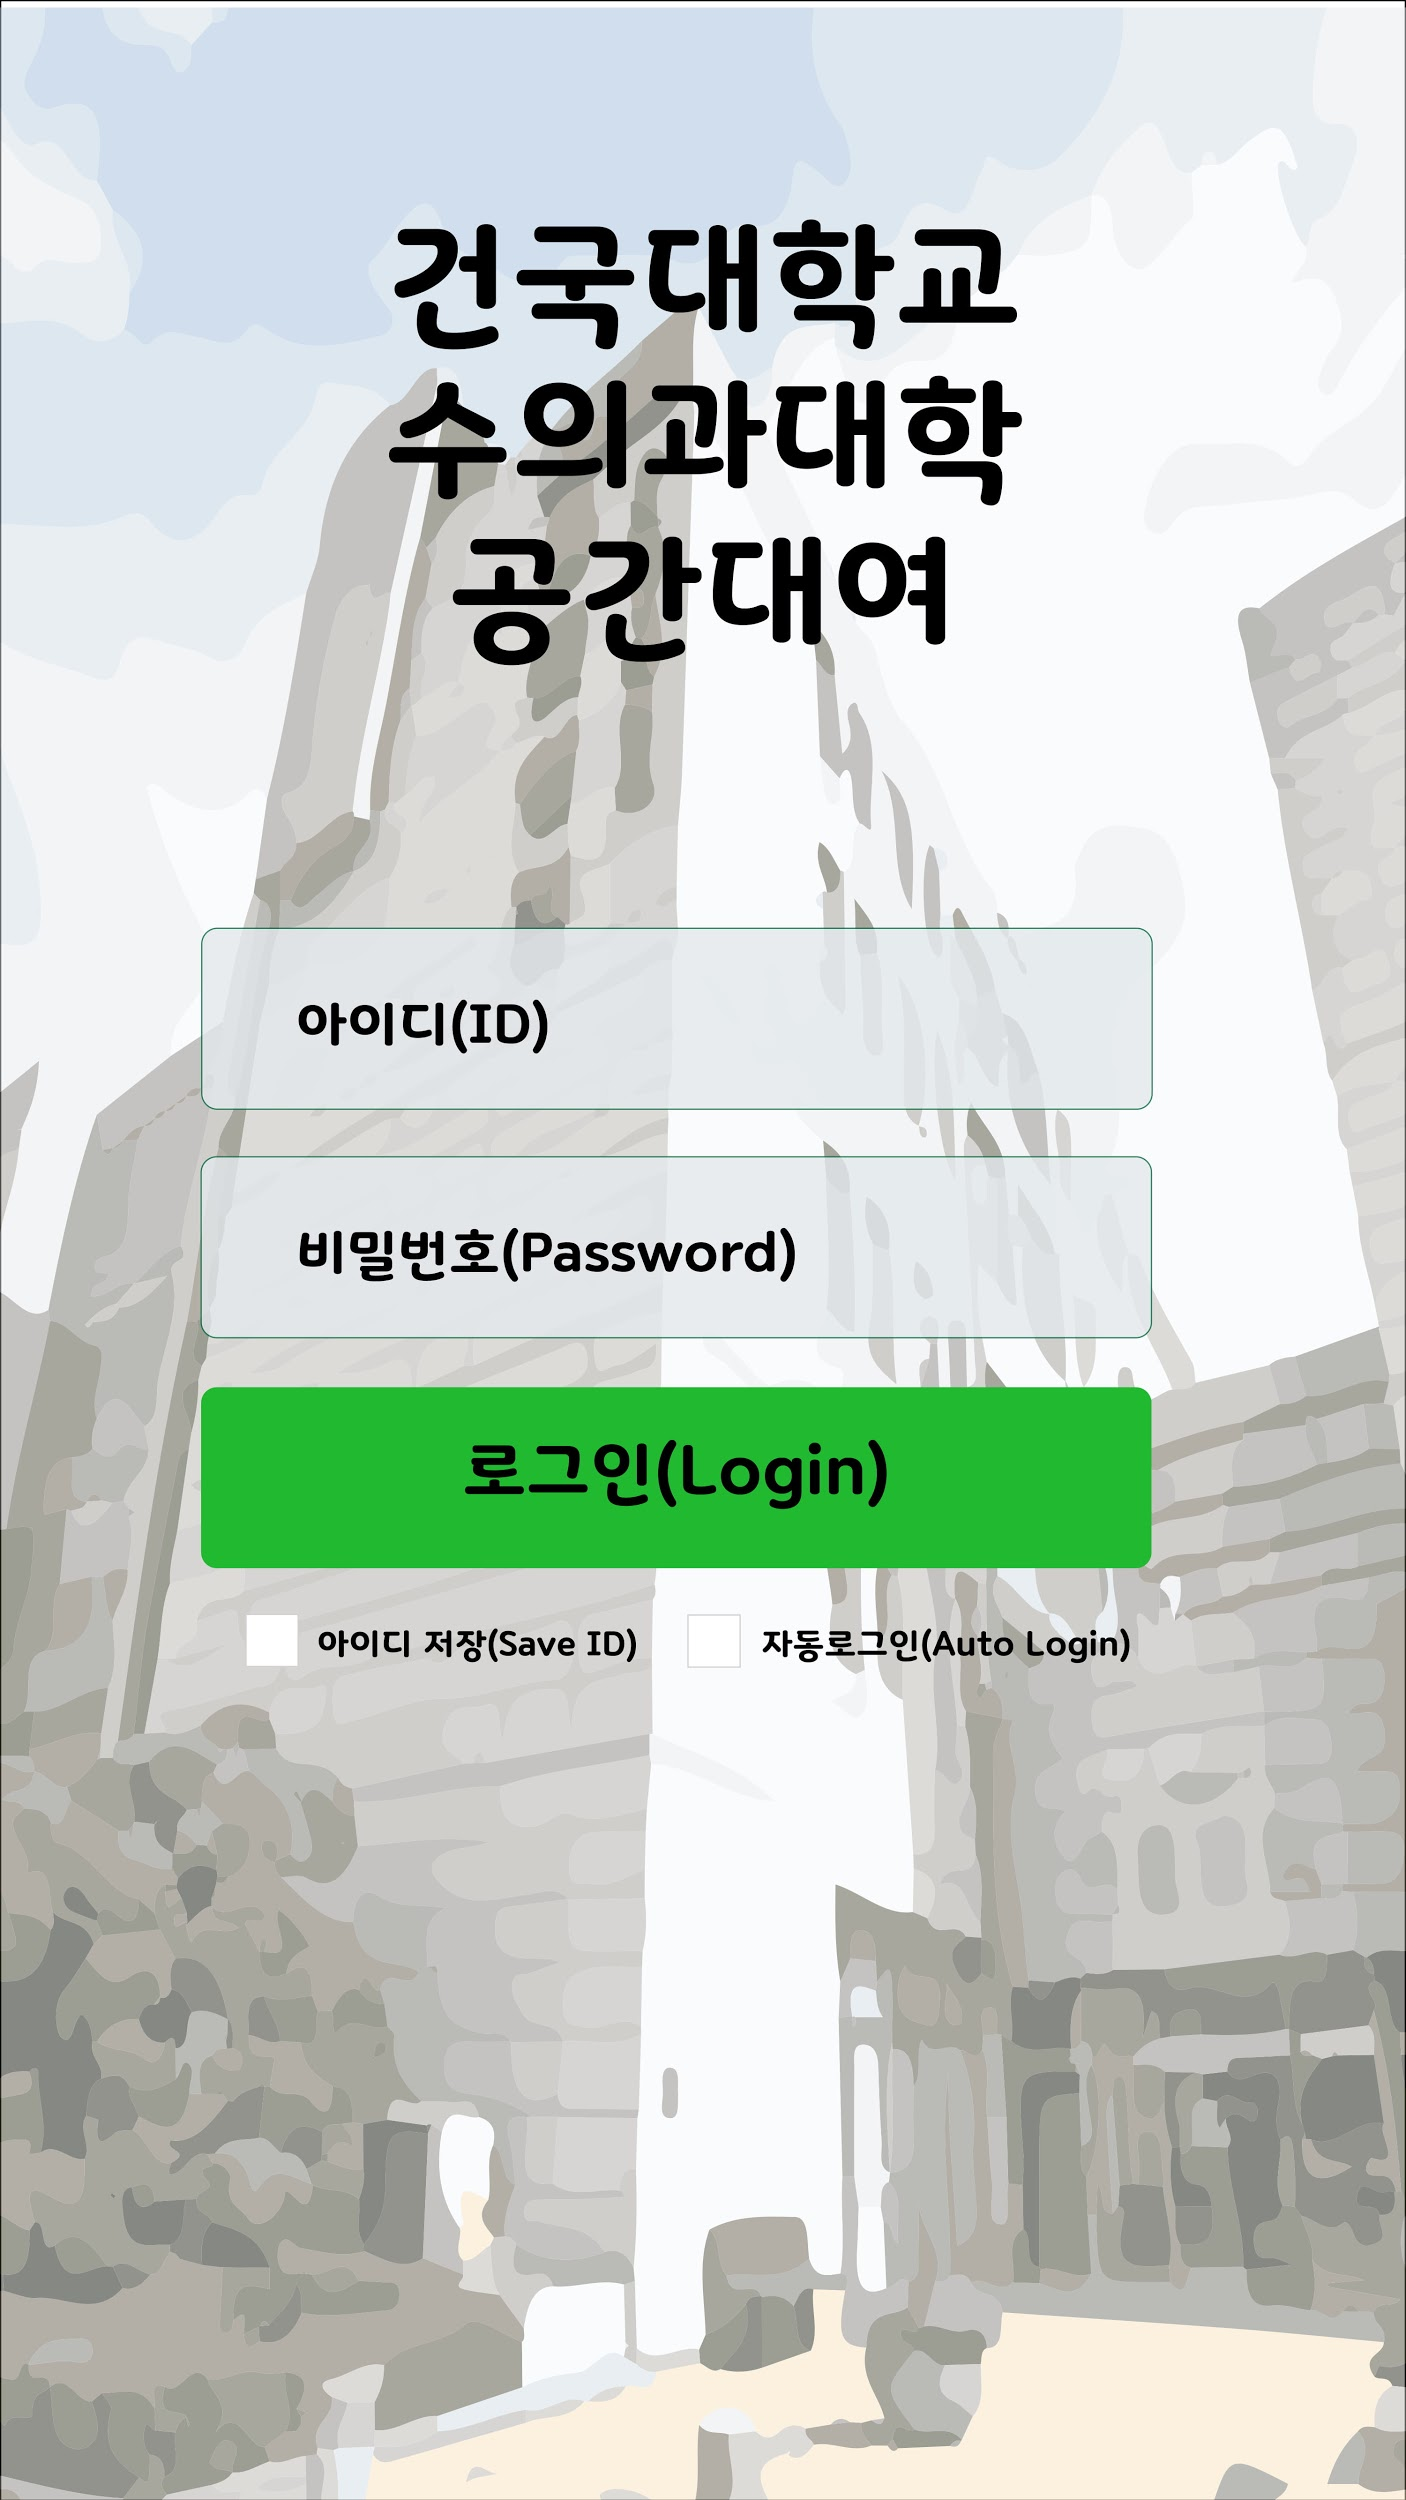 건국대학교
수의과대학
공간대여
아이디(ID)
비밀번호(Password)
로그인(Login)
아이디 저장(Save ID)
자동로그인(Auto Login)